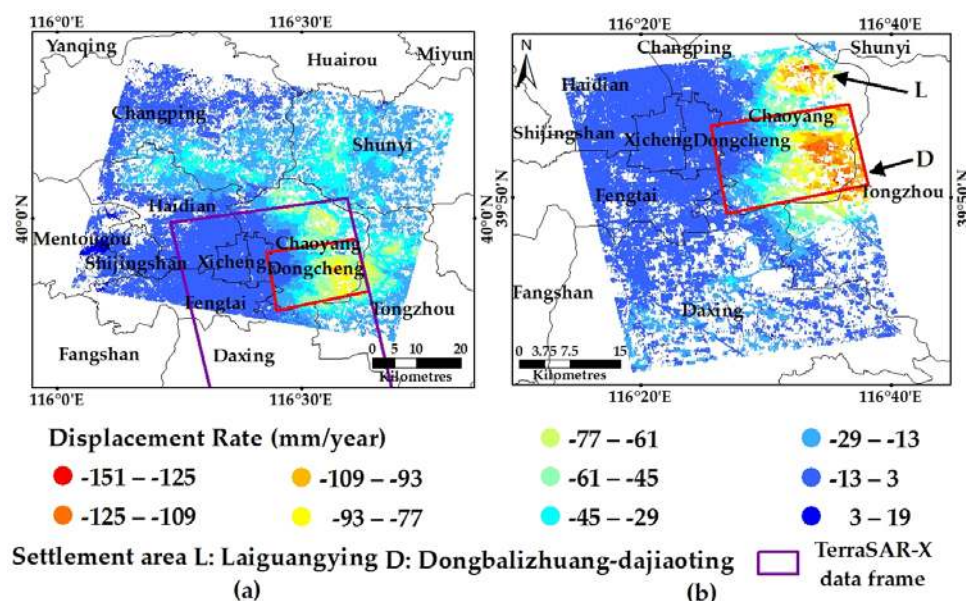 116°0'E
116°30'E
(a)
Yanqing
Huairou
Miyun
Changping
Shunyi
40°0'N
Haidian
Mentougou
Chaoyang
Shijingshan
Xicheng
Dongcheng
Fengtai
Tongzhou
Fangshan
Daxing
0 5 10 20
Kilometres
40°0'N
116°0'E
116°30'E
116°20'E
116°40'E
(b)
N
Changping
Shunyi
Haidian
L
Chaoyang
Shijingshan
Xicheng
Dongcheng
D
Fengtai
Tongzhou
39°50'N
39°50'N
Fangshan
Daxing
0 3.75 7.5 15
Kilometres
116°20'E
116°40'E
Displacement Rate (mm/year)
-151 – -125
-125 – -109
-109 – -93
-93 – -77
-77 – -61
-61 – -45
-45 – -29
-29 – -13
-13 – 3
3 – 19
Settlement area L: Laiguangying D: Dongbalizhuang-dajiaoting
TerraSAR-X
data frame
(a)
(b)